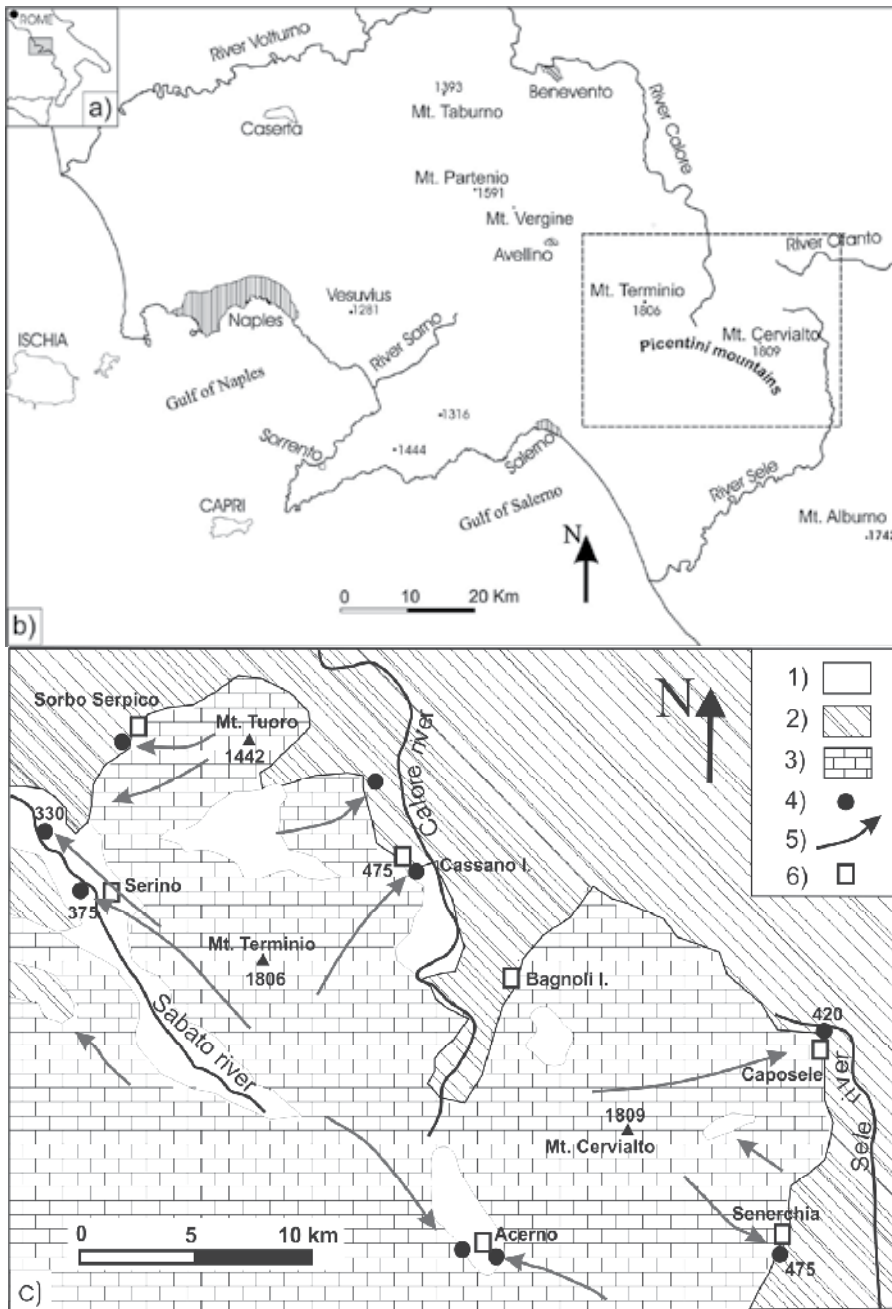 ROME
a)
River Volturno
1393
Mt. Taburno
Benevento
River Calore
Caserta
Mt. Partenio
1591
Mt. Vergine
Avellino
River Ofanto
Mt. Terminio
1806
Vesuvius
1281
Naples
River Sarno
Mt. Cervialto
1809
Picentini mountains
ISCHIA
Gulf of Naples
1316
Sorrento
1444
Salerno
River Sele
CAPRI
Gulf of Salerno
Mt. Alburno
1742
N
0 10 20 Km
b)
Sorbo Serpico
Mt. Tuoro
1442
Calore river
N
1)
2)
3)
4)
5)
6)
330
475
Cassano I.
Serino
375
Mt. Terminio
1806
Bagnoli I.
Sabato river
420
Caposele
1809
Mt. Cervialto
Sele river
Senerchia
0 5 10 km
Acerno
475
c)